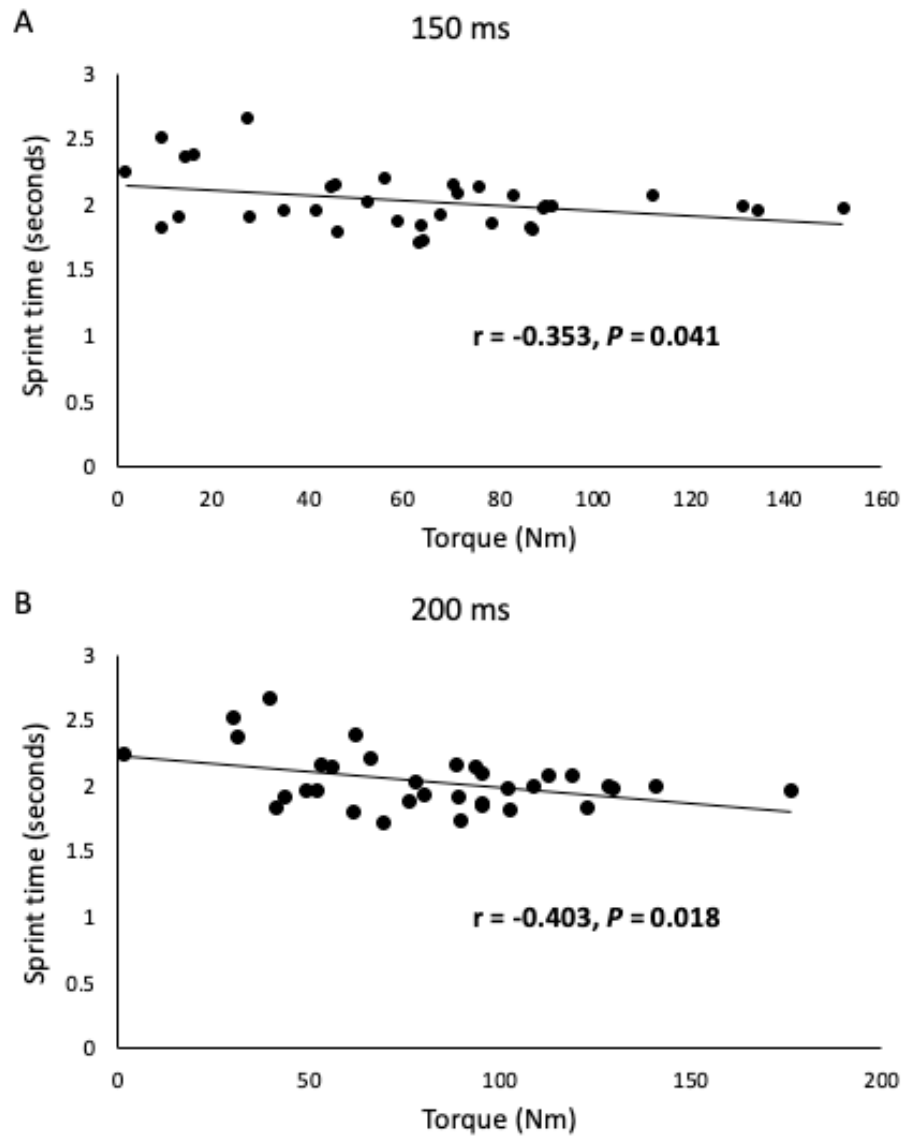 A
150 ms
3
2.5
2
1.5
1
0.5
0
Sprint time (seconds)
r = -0.353, P = 0.041
0 20 40 60 80 100 120 140 160
Torque (Nm)
B
200 ms
3
2.5
2
1.5
1
0.5
0
Sprint time (seconds)
r = -0.403, P = 0.018
0 50 100 150 200
Torque (Nm)